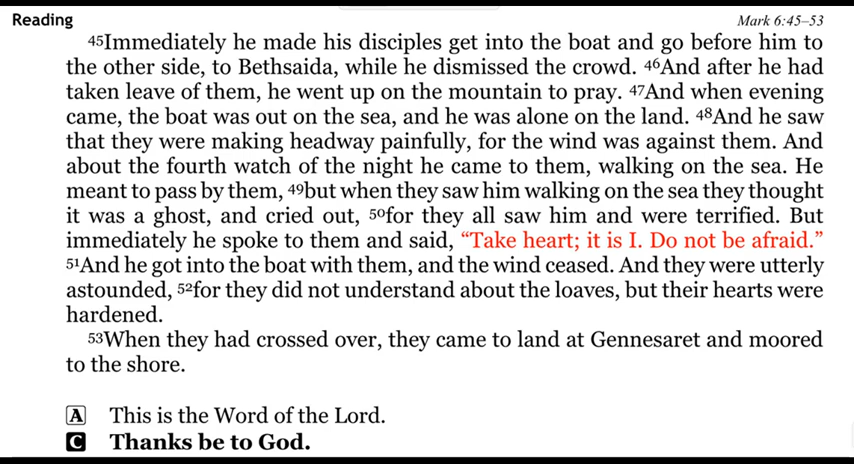 Reading
Mark 6:45–53
45Immediately he made his disciples get into the boat and go before him to
the other side, to Bethsaida, while he dismissed the crowd. 46And after he had
taken leave of them, he went up on the mountain to pray. 47And when evening
came, the boat was out on the sea, and he was alone on the land. 48And he saw
that they were making headway painfully, for the wind was against them. And
about the fourth watch of the night he came to them, walking on the sea. He
meant to pass by them, 49but when they saw him walking on the sea they thought
it was a ghost, and cried out, 50for they all saw him and were terrified. But
immediately he spoke to them and said, “Take heart; it is I. Do not be afraid.”
51And he got into the boat with them, and the wind ceased. And they were utterly
astounded, 52for they did not understand about the loaves, but their hearts were
hardened.
53When they had crossed over, they came to land at Gennesaret and moored
to the shore.
A This is the Word of the Lord.
C Thanks be to God.